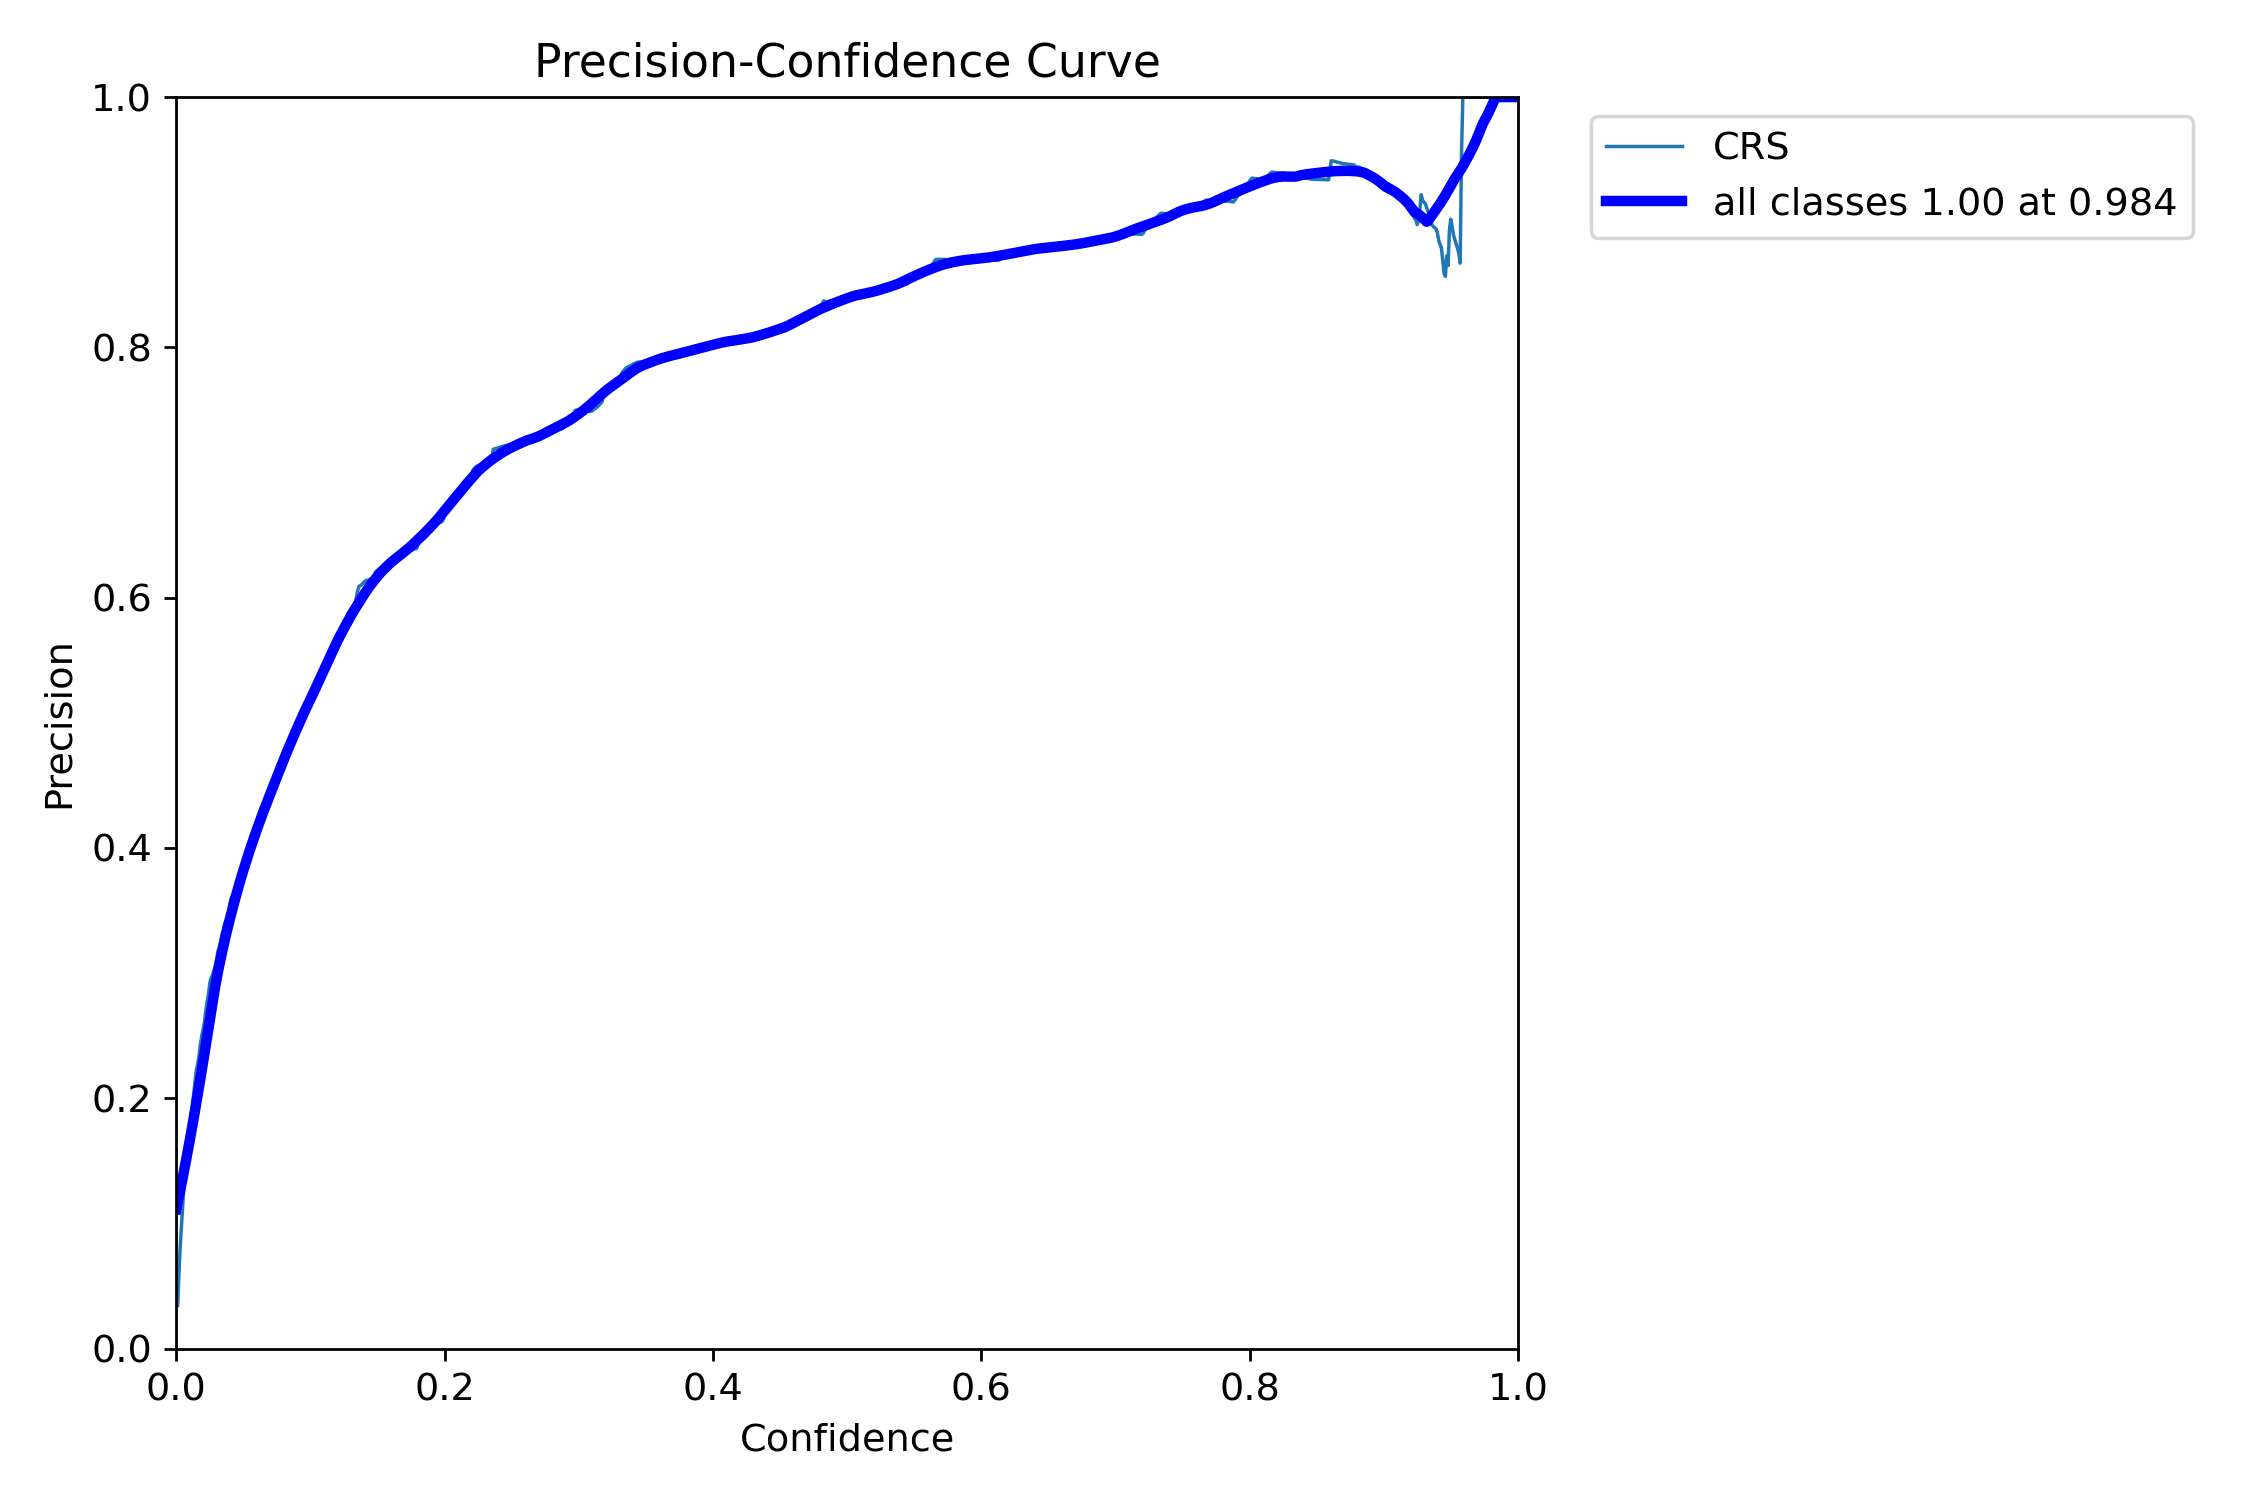 Precision-Confidence Curve
1.0
0.8
0.6
0.4
0.2
0.0
Precision
0.0 0.2 0.4 0.6 0.8 1.0
Confidence
CRS
all classes 1.00 at 0.984